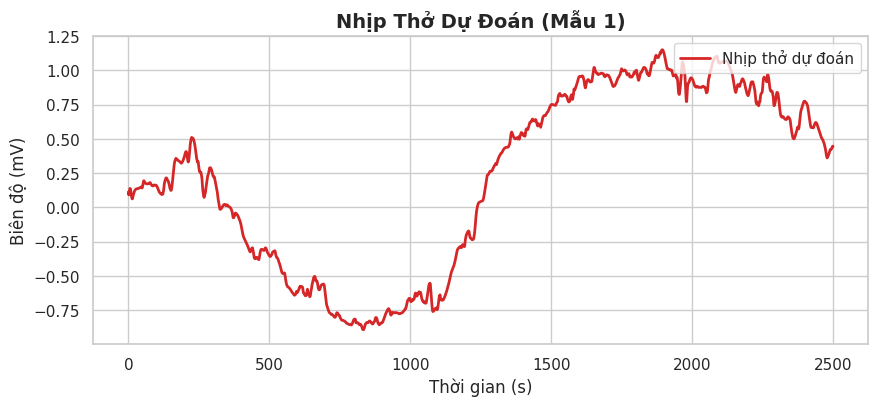 Nhịp Thở Dự Đoán (Mẫu 1)
Nhịp thở dự đoán
Biên độ (mV)
1.25
1.00
0.75
0.50
0.25
0.00
−0.25
−0.50
−0.75
0 500 1000 1500 2000 2500
Thời gian (s)